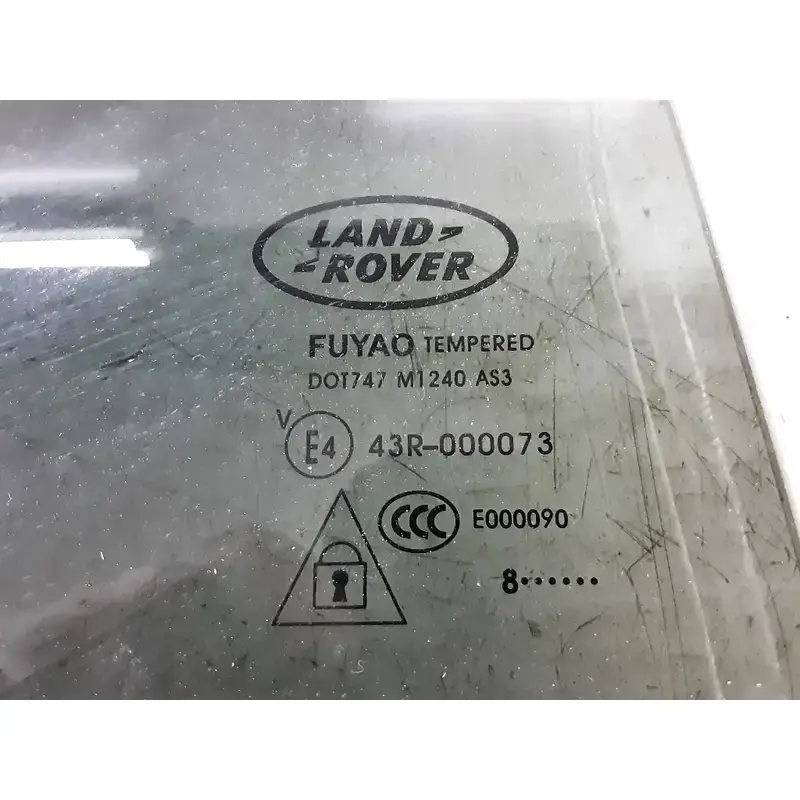 LAND
ROVER
FUYAO TEMPERED
DOT747 M1240 AS3
V
E4 43R-000073
CCC E000090
8······